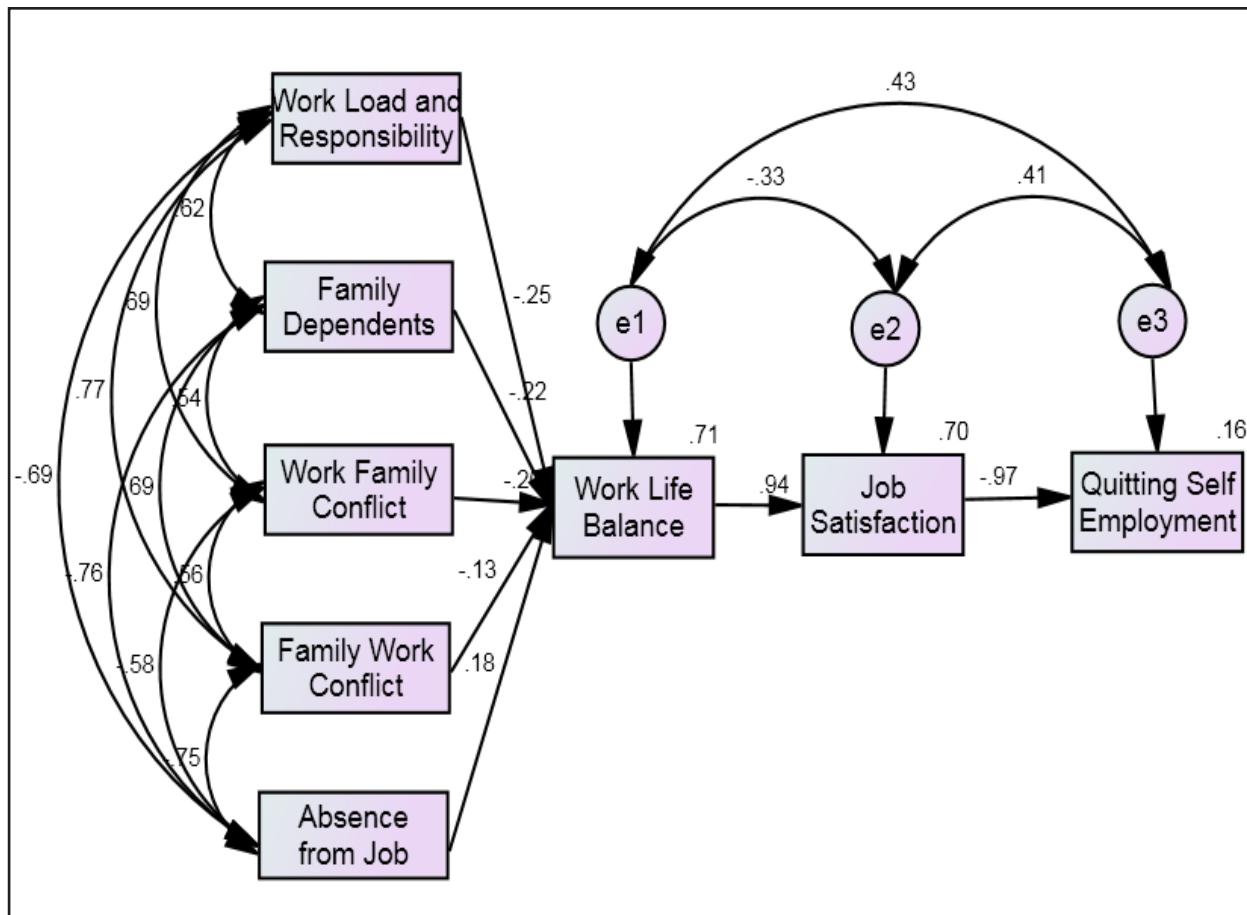 .43
Work Load and
Responsibility
-.33
.41
.62
Family
Dependents
-.25
.69
e1
e2
e3
.77
.54
-.22
-.69
Work Family
Conflict
.71
.70
.16
Work Life
Balance
.94
Job
Satisfaction
-.97
Quitting Self
Employment
.69
-.76
.56
-.13
-.58
Family Work
Conflict
.18
-.75
Absence
from Job